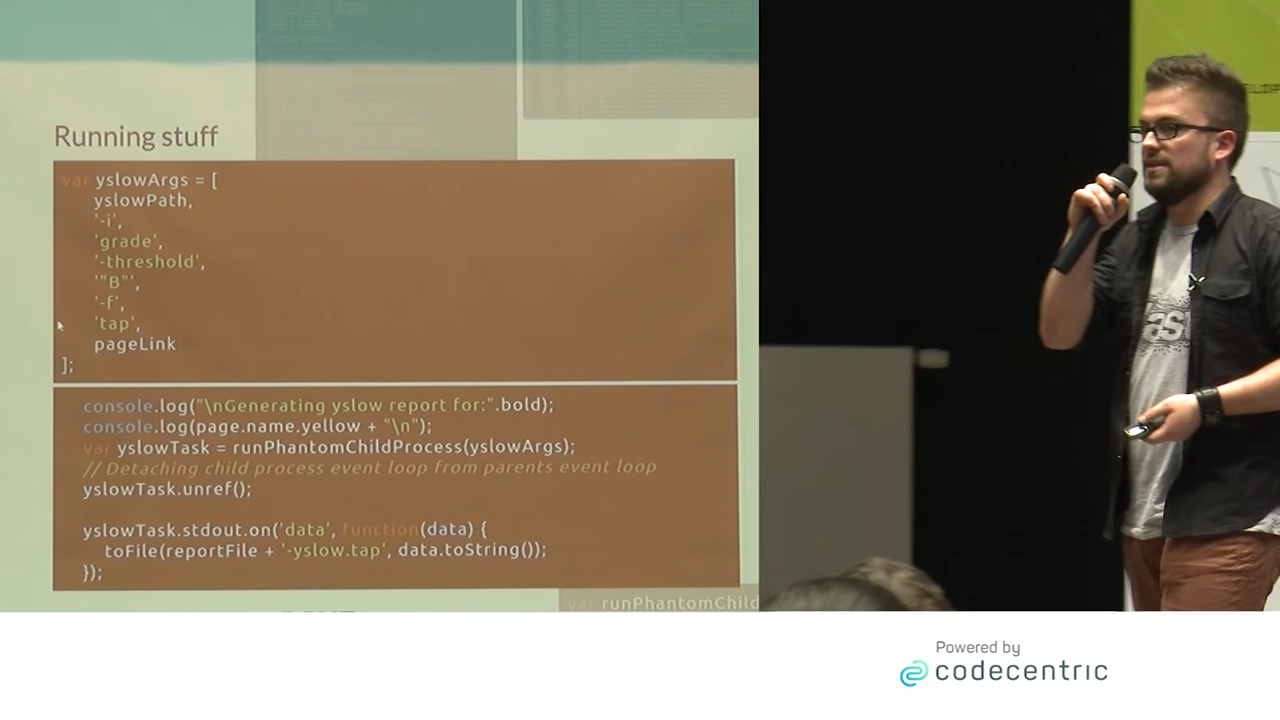 Running stuff
var yslowArgs = [
yslowPath,
'-i',
'grade',
'-threshold',
'"B"',
'-f',
'tap',
pageLink
];
console.log("\nGenerating yslow report for:".bold);
console.log(page.name.yellow + "\n");
var yslowTask = runPhantomChildProcess(yslowArgs);
// Detaching child process event loop from parents event loop
yslowTask.unref();
yslowTask.stdout.on('data', function(data) {
toFile(reportFile + '-yslow.tap', data.toString());
});
var runPhantomChild
Powered by
codecentric